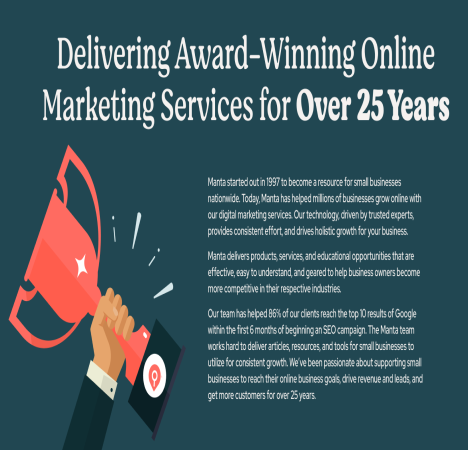 Delivering Award-Winning Online
Marketing Services for Over 25 Years
Manta started out in 1997 to become a resource for small businesses
nationwide. Today, Manta has helped millions of businesses grow online with
our digital marketing services. Our technology, driven by trusted experts,
provides consistent effort, and drives holistic growth for your business.
Manta delivers products, services, and educational opportunities that are
effective, easy to understand, and geared to help business owners become
more competitive in their respective industries.
Our team has helped 86% of our clients reach the top 10 results of Google
within the first 6 months of beginning an SEO campaign. The Manta team
works hard to deliver articles, resources, and tools for small businesses to
utilize for consistent growth. We've been passionate about supporting small
businesses to reach their online business goals, drive revenue and leads, and
get more customers for over 25 years.